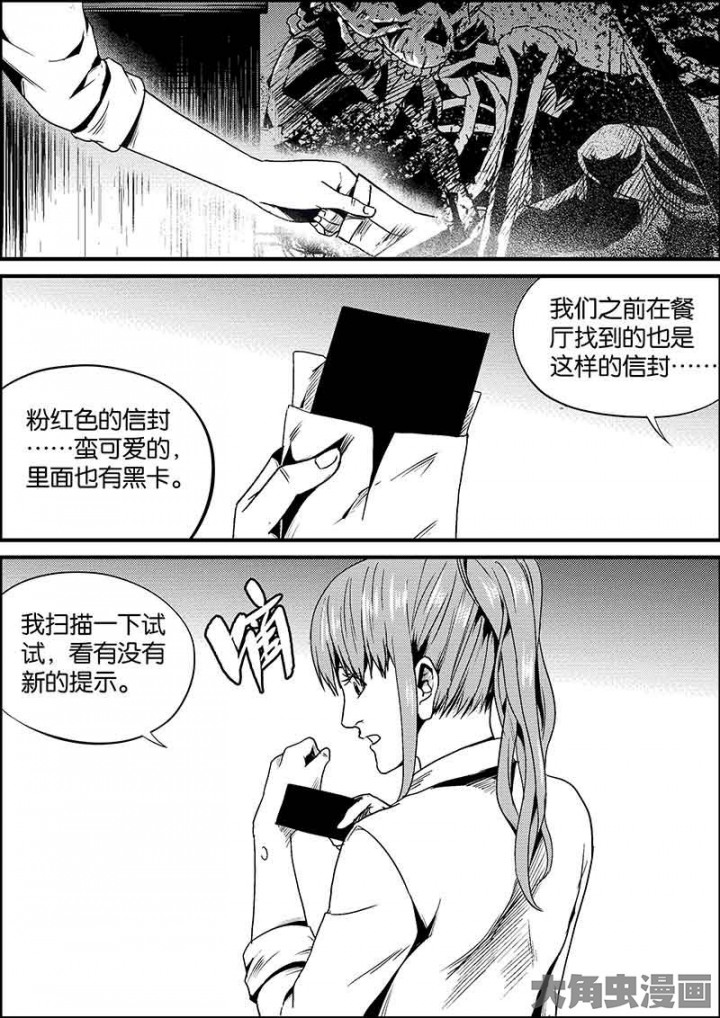 我们之前在餐
厅找到的也是
这样的信封……
粉红色的信封
……蛮可爱的，
里面也有黑卡。
我扫描一下试
试，看有没有
新的提示。
嘀
大角虫漫画